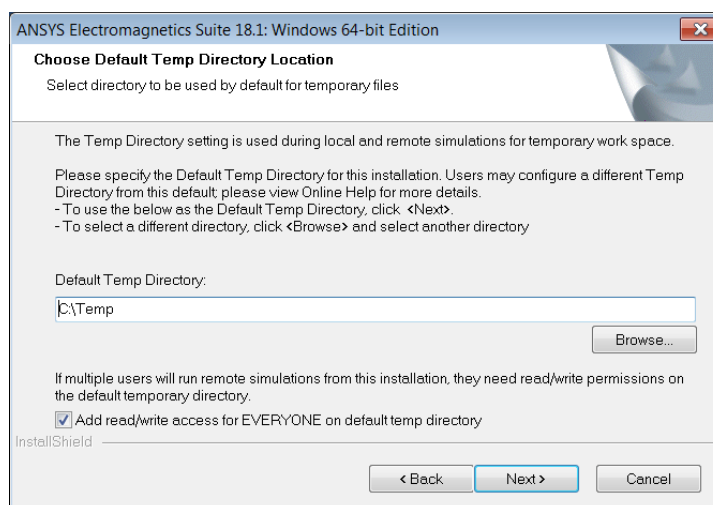 ANSYS Electromagnetics Suite 18.1: Windows 64-bit Edition
Choose Default Temp Directory Location
Select directory to be used by default for temporary files
The Temp Directory setting is used during local and remote simulations for temporary work space.
Please specify the Default Temp Directory for this installation. Users may configure a different Temp
Directory from this default; please view Online Help for more details.
- To use the below as the Default Temp Directory, click <Next>.
- To select a different directory, click <Browse> and select another directory
Default Temp Directory:
C:\Temp
Browse...
If multiple users will run remote simulations from this installation, they need read/write permissions on
the default temporary directory.
Add read/write access for EVERYONE on default temp directory
InstallShield
< Back Next > Cancel